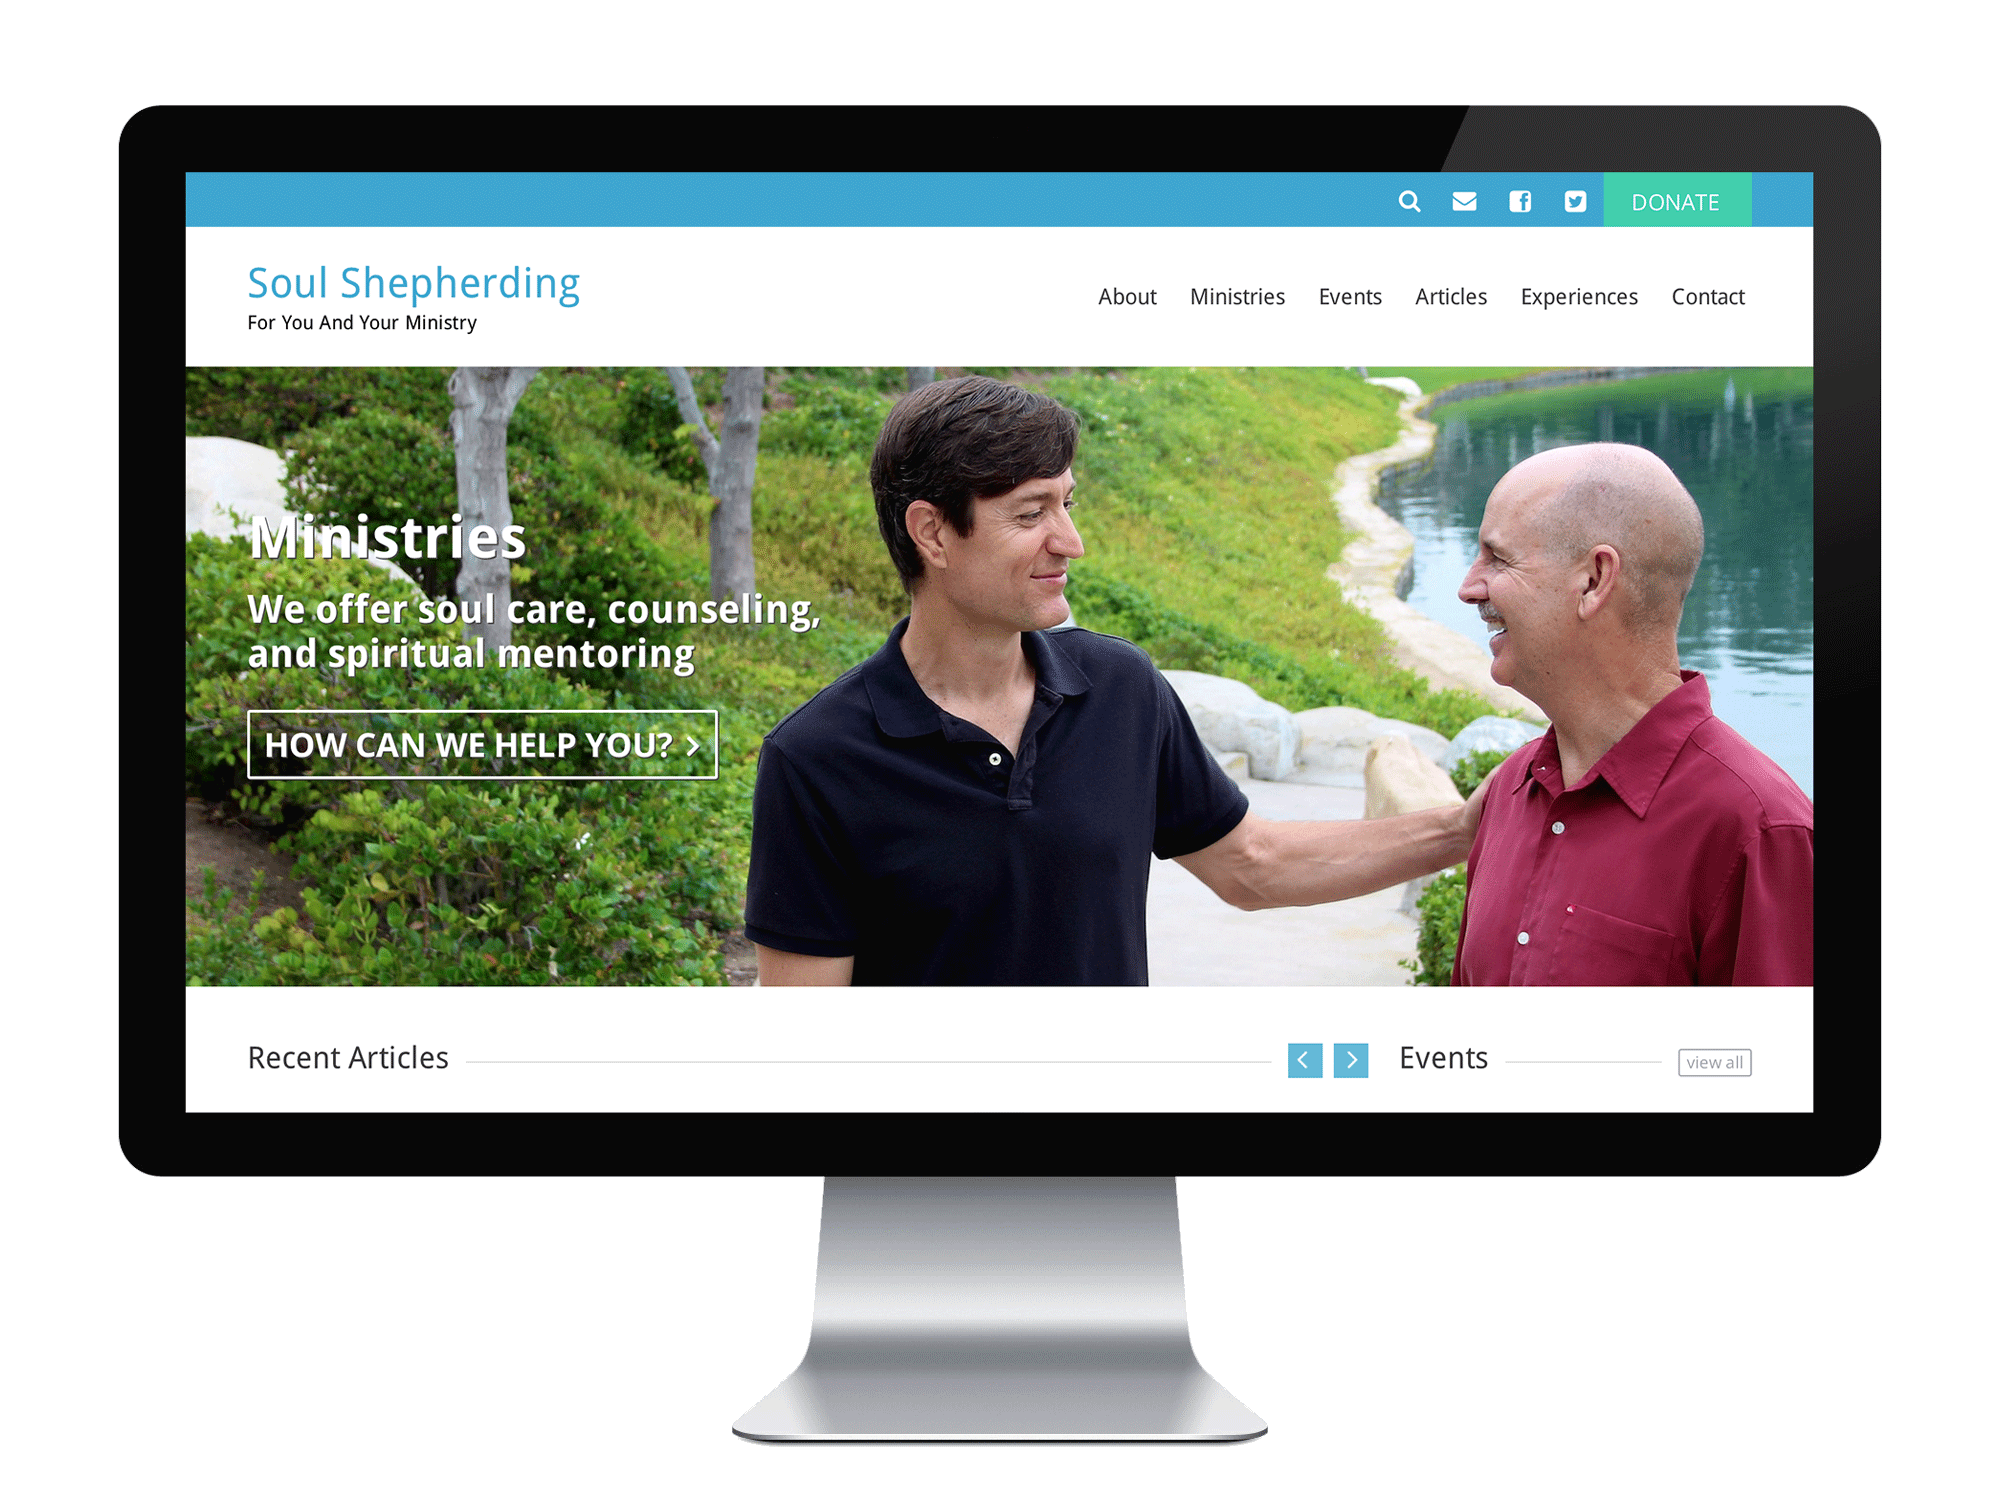 DONATE
Soul Shepherding
For You And Your Ministry
About Ministries Events Articles Experiences Contact
Ministries
We offer soul care, counseling,
and spiritual mentoring
HOW CAN WE HELP YOU?
Recent Articles
Events
view all